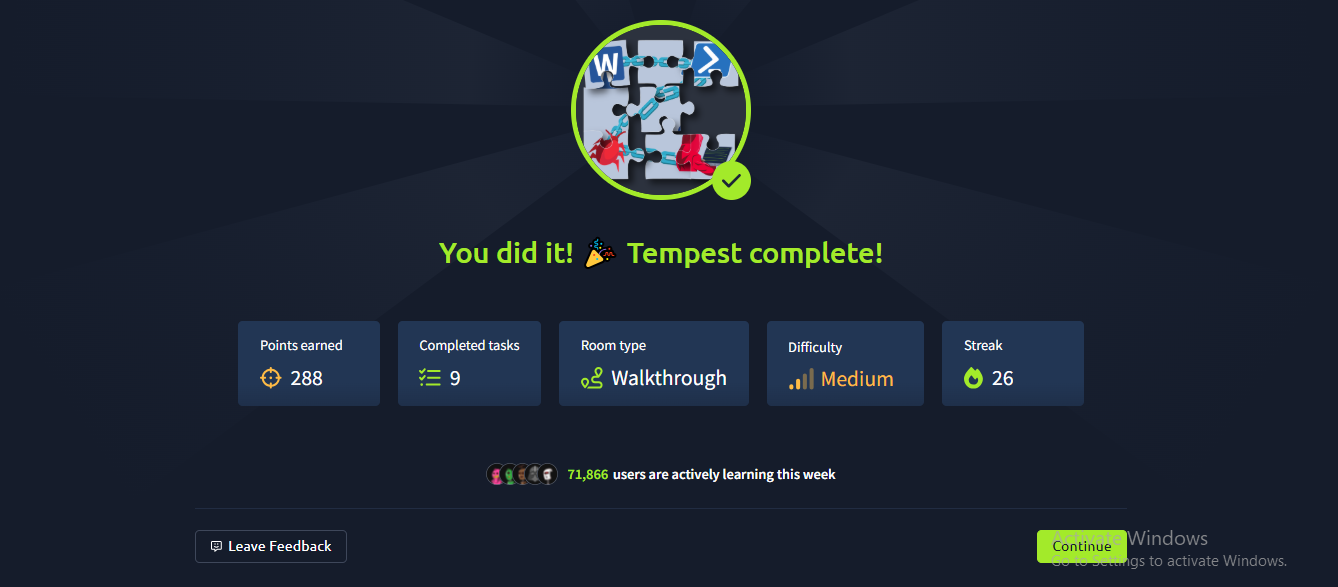 W
You did it! 🎉 Tempest complete!
Points earned
288
Completed tasks
9
Room type
Walkthrough
Difficulty
Medium
Streak
26
71,866 users are actively learning this week
Leave Feedback
Continue
Activate Windows
Go to Settings to activate Windows.